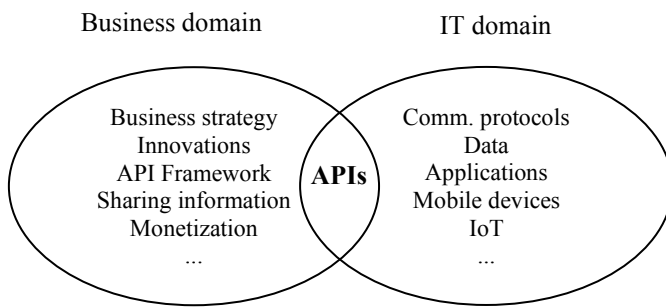 Business domain
IT domain
Business strategy
Innovations
API Framework
Sharing information
Monetization
...
APIs
Comm. protocols
Data
Applications
Mobile devices
IoT
...